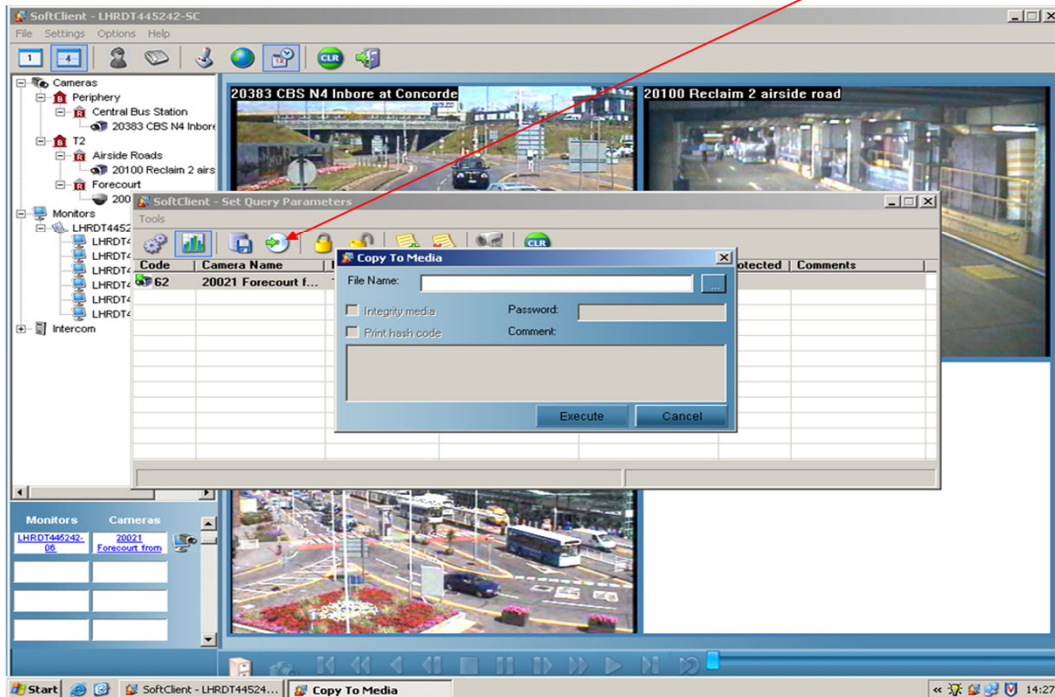 SoftClient - LHRDT445242-SC
File Settings Options Help
1 4 CLR
Cameras
Periphery
Central Bus Station
20383 CBS N4 Inbore
T2
Airside Roads
20100 Reclaim 2 airs
Forecourt
200
Monitors
LHRDT4452
LHRDT4
LHRDT4
LHRDT4
LHRDT4
LHRDT4
LHRDT4
Intercom
20383 CBS N4 Inbore at Concorde
20100 Reclaim 2 airside road
SoftClient - Set Query Parameters
Tools
CLR
Code Camera Name otected Comments
62 20021 Forecourt f...
Copy To Media
File Name: ...
Integrity media Password:
Print hash code Comment:
Execute Cancel
Monitors Cameras
LHRDT445242-06 20021 Forecourt from
Start SoftClient - LHRDT44524... Copy To Media 14:27